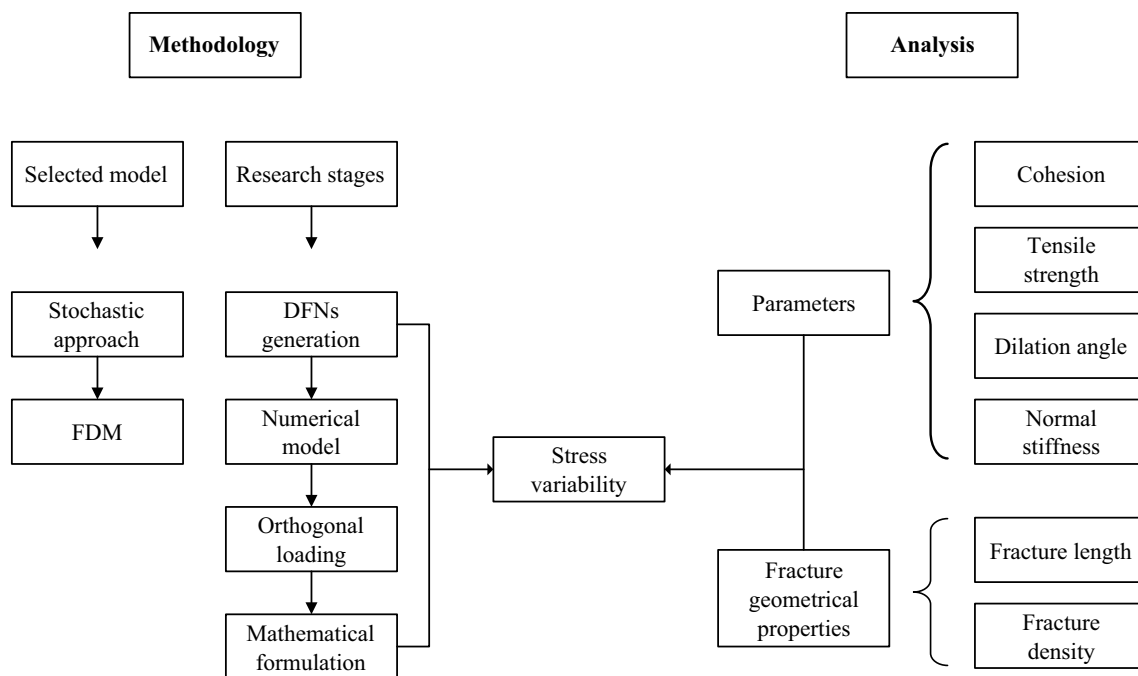 Methodology
Analysis
Selected model
Research stages
Stochastic
approach
FDM
DFNs
generation
Numerical
model
Orthogonal
loading
Mathematical
formulation
Stress
variability
Parameters
Fracture
geometrical
properties
Cohesion
Tensile
strength
Dilation angle
Normal
stiffness
Fracture length
Fracture
density